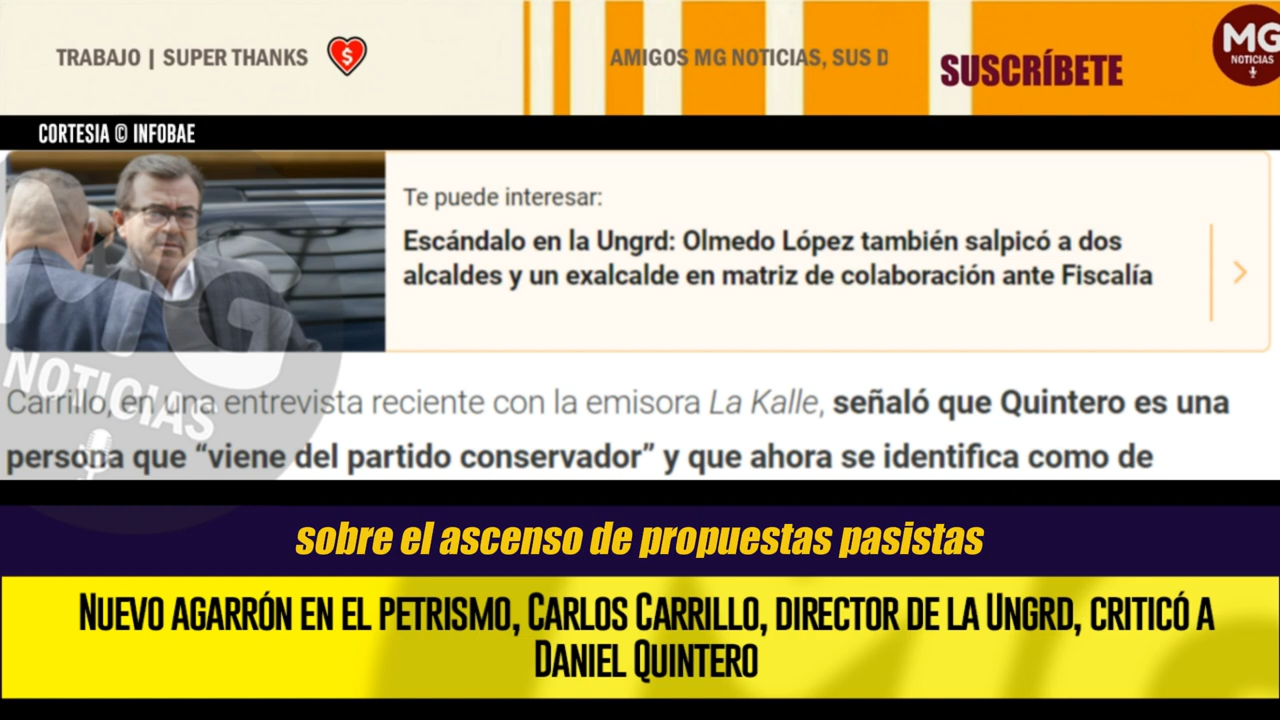 TRABAJO | SUPER THANKS
AMIGOS MG NOTICIAS, SUS D
SUSCRÍBETE
MG
NOTICIAS
CORTESIA © INFOBAE
Te puede interesar:
Escándalo en la Ungrd: Olmedo López también salpicó a dos
alcaldes y un exalcalde en matriz de colaboración ante Fiscalía
MG
NOTICIAS
Carrillo, en una entrevista reciente con la emisora La Kalle, señaló que Quintero es una
persona que “viene del partido conservador” y que ahora se identifica como de
sobre el ascenso de propuestas pasistas
NUEVO AGARRÓN EN EL PETRISMO, CARLOS CARRILLO, DIRECTOR DE LA UNGRD, CRITICÓ A
DANIEL QUINTERO